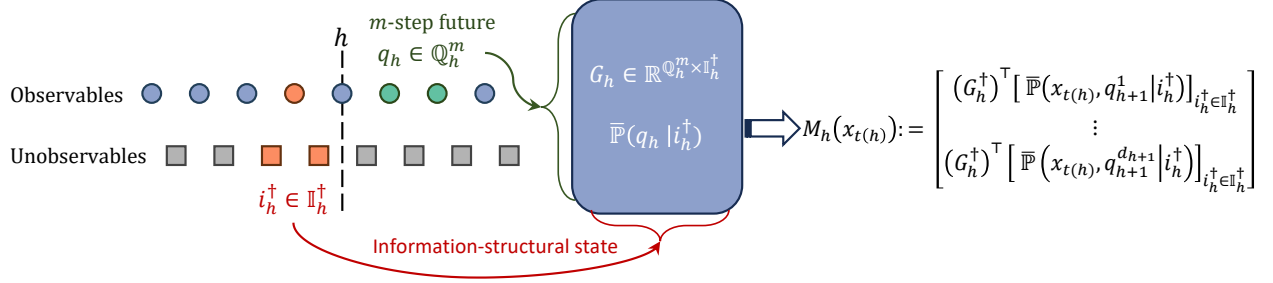 m-step future
q_h ∈ ℚ_h^m
h
Observables
Unobservables
i_h^† ∈ 𝕀_h^†
Information-structural state
G_h ∈ ℝ^{ℚ_h^m × 𝕀_h^†}
ℙ̅(q_h | i_h^†)
M_h(x_{t(h)}) := [ (G_h^†)^⊤ [ ℙ̅(x_{t(h)}, q_{h+1}^1 | i_h^†) ]_{i_h^† ∈ 𝕀_h^†}
⋮
(G_h^†)^⊤ [ ℙ̅(x_{t(h)}, q_{h+1}^{d_{h+1}} | i_h^†) ]_{i_h^† ∈ 𝕀_h^†} ]